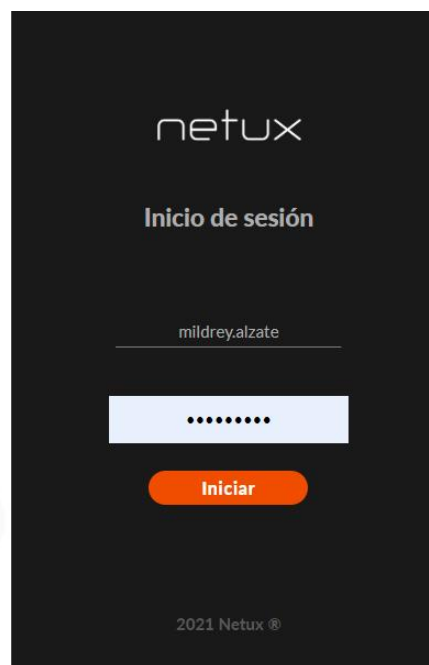 netux
Inicio de sesión
mildrey.alzate
•••••••••
Iniciar
2021 Netux ®